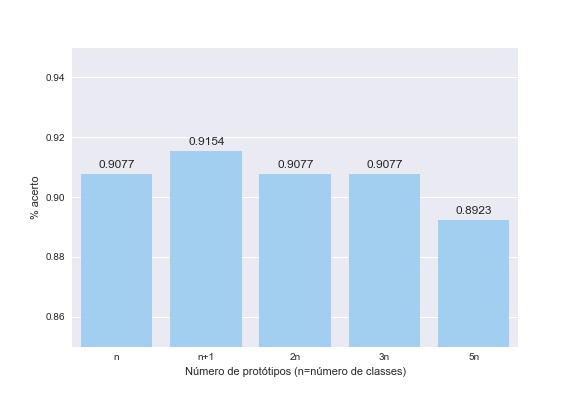 0.94
0.92
0.90
0.88
0.86
% acerto
0.9077
0.9154
0.9077
0.9077
0.8923
n
n+1
2n
3n
5n
Número de protótipos (n=número de classes)